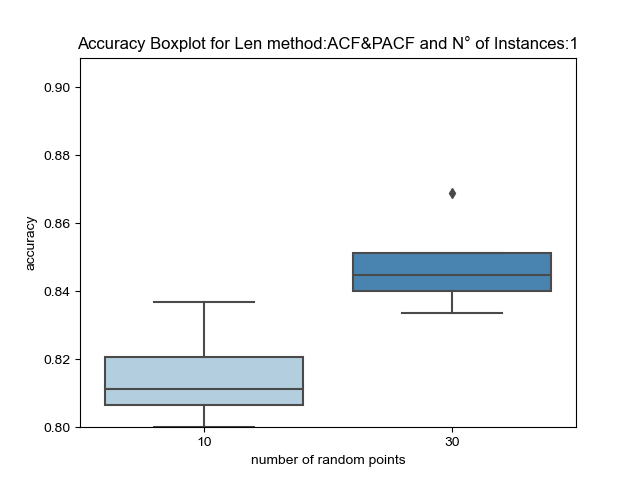 Accuracy Boxplot for Len method:ACF&PACF and N° of Instances:1
0.90
0.88
0.86
0.84
0.82
0.80
accuracy
10 30
number of random points